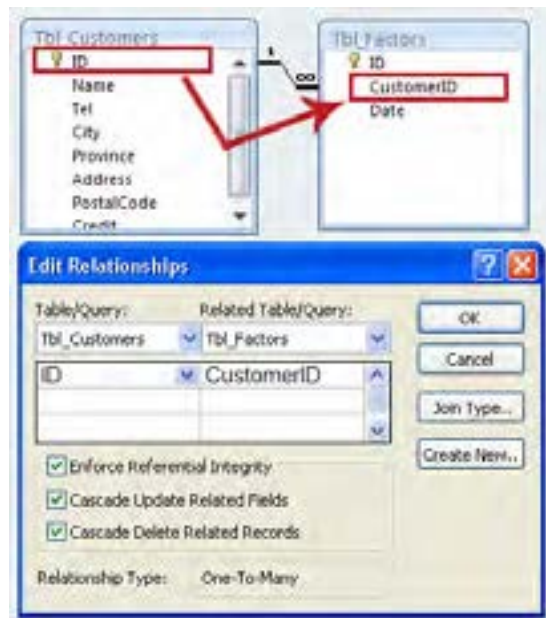 Tbl_Customers
ID
Name
Tel
City
Province
Address
PostalCode
Credit
1
∞
Tbl_Factors
ID
CustomerID
Date
Edit Relationships
Table/Query: Related Table/Query:
Tbl_Customers Tbl_Factors
ID CustomerID
Enforce Referential Integrity
Cascade Update Related Fields
Cascade Delete Related Records
Relationship Type: One-To-Many
OK
Cancel
Join Type..
Create New..